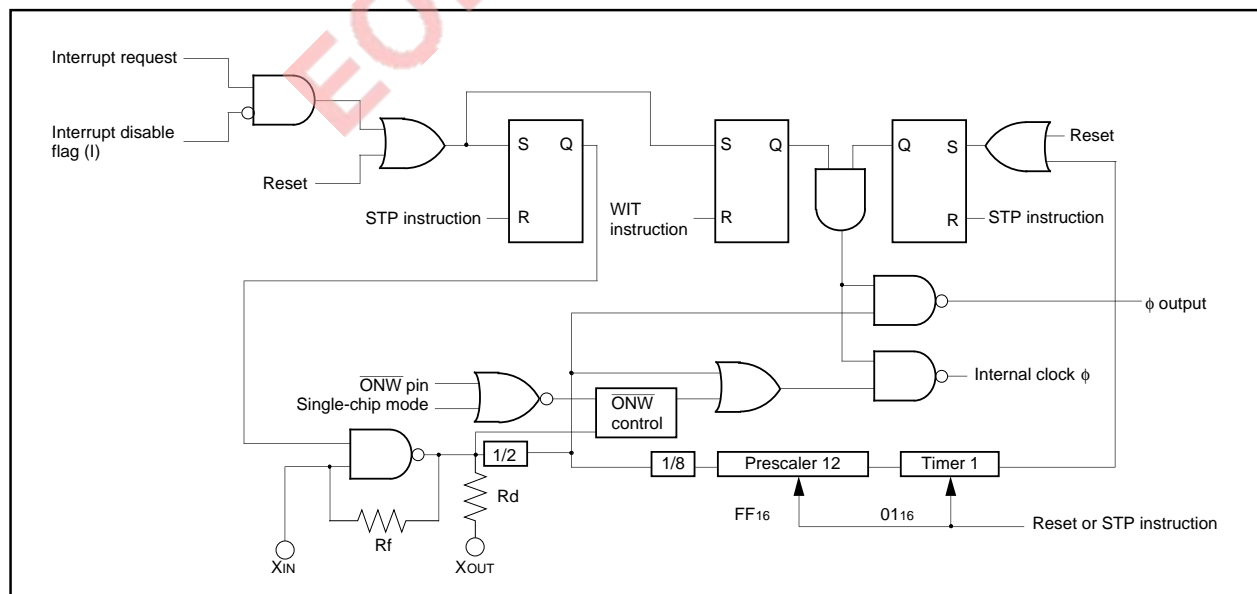 EOL
Interrupt request
Interrupt disable
flag (I)
Reset
S Q
STP instruction
R
S Q
WIT
instruction
R
Q S
Reset
R
STP instruction
ϕ output
ONW pin
Single-chip mode
ONW
control
Internal clock ϕ
1/2
1/8
Prescaler 12
Timer 1
Rd
Rf
FF16
0116
Reset or STP instruction
XIN
XOUT